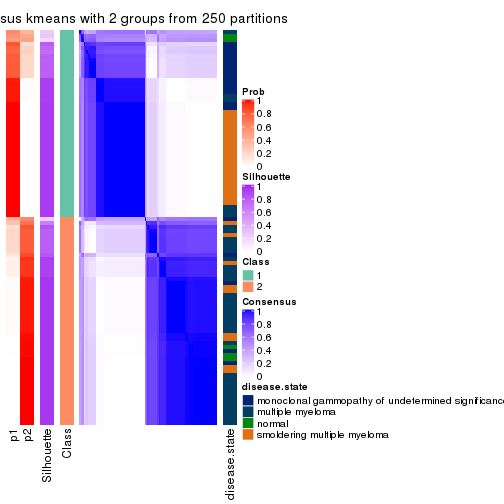 sus kmeans with 2 groups from 250 partitions
Prob
1
0.8
0.6
0.4
0.2
0
Silhouette
1
0.8
0.6
0.4
0.2
0
Class
1
2
Consensus
1
0.8
0.6
0.4
0.2
0
disease.state
monoclonal gammopathy of undetermined significance
multiple myeloma
normal
smoldering multiple myeloma
p1
p2
Silhouette
Class
disease.state